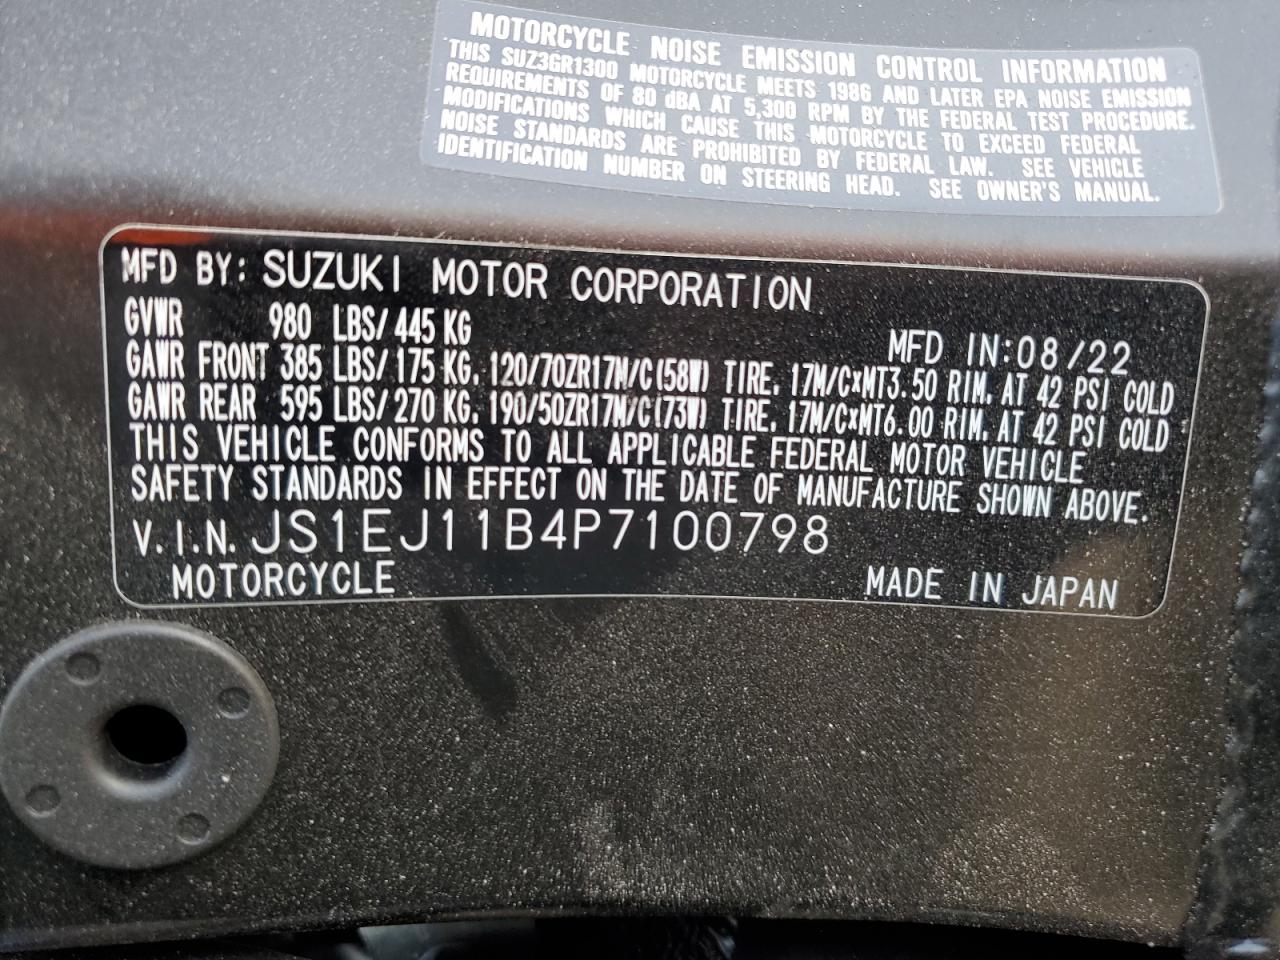 MOTORCYCLE NOISE EMISSION CONTROL INFORMATION
THIS SUZ3GR1300 MOTORCYCLE MEETS 1986 AND LATER EPA NOISE EMISSION
REQUIREMENTS OF 80 dBA AT 5,300 RPM BY THE FEDERAL TEST PROCEDURE.
MODIFICATIONS WHICH CAUSE THIS MOTORCYCLE TO EXCEED FEDERAL
NOISE STANDARDS ARE PROHIBITED BY FEDERAL LAW. SEE VEHICLE
IDENTIFICATION NUMBER ON STEERING HEAD. SEE OWNER'S MANUAL.
MFD BY: SUZUKI MOTOR CORPORATION
GVWR 980 LBS/ 445 KG MFD IN:08/22
GAWR FRONT 385 LBS/ 175 KG. 120/70ZR17M/C(58W) TIRE. 17M/C×MT3.50 RIM. AT 42 PSI COLD
GAWR REAR 595 LBS/ 270 KG. 190/50ZR17M/C(73W) TIRE. 17M/C×MT6.00 RIM. AT 42 PSI COLD
THIS VEHICLE CONFORMS TO ALL APPLICABLE FEDERAL MOTOR VEHICLE
SAFETY STANDARDS IN EFFECT ON THE DATE OF MANUFACTURE SHOWN ABOVE.
V.I.N. JS1EJ11B4P7100798
MOTORCYCLE MADE IN JAPAN